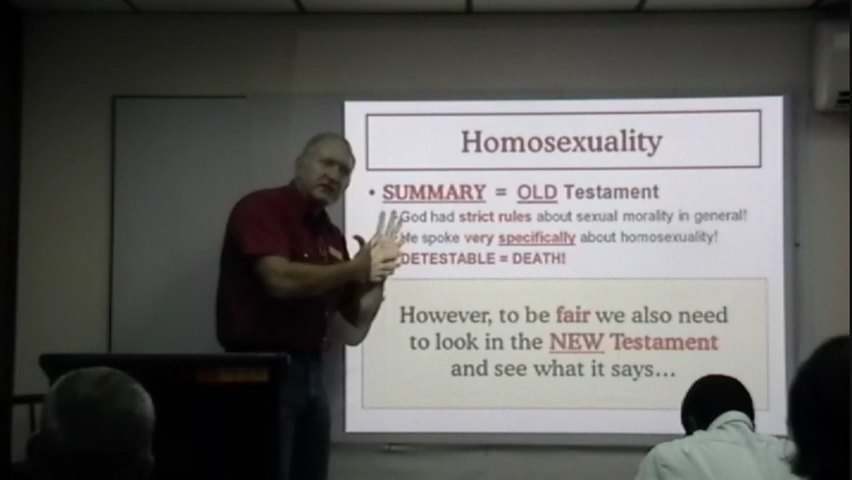 Homosexuality
• SUMMARY = OLD Testament
God had strict rules about sexual morality in general!
He spoke very specifically about homosexuality!
DETESTABLE = DEATH!
However, to be fair we also need
to look in the NEW Testament
and see what it says...